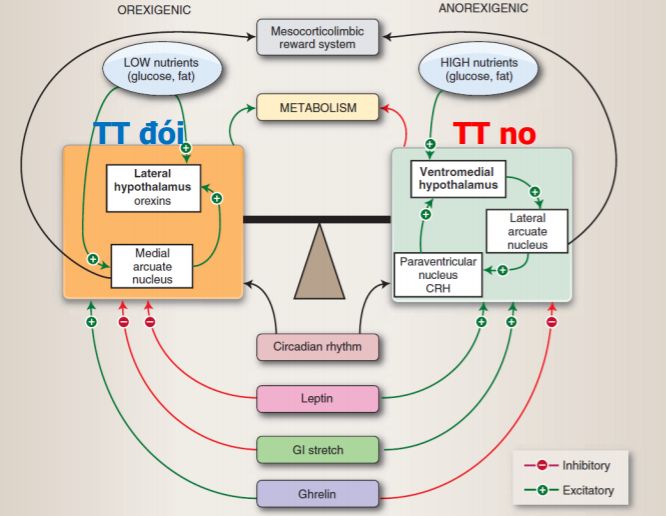 OREXIGENIC
ANOREXIGENIC
Mesocorticolimbic
reward system
LOW nutrients
(glucose, fat)
HIGH nutrients
(glucose, fat)
METABOLISM
TT đói
TT no
Lateral
hypothalamus
orexins
Ventromedial
hypothalamus
Lateral
arcuate
nucleus
Medial
arcuate
nucleus
Paraventricular
nucleus
CRH
Circadian rhythm
Leptin
GI stretch
Ghrelin
Inhibitory
Excitatory